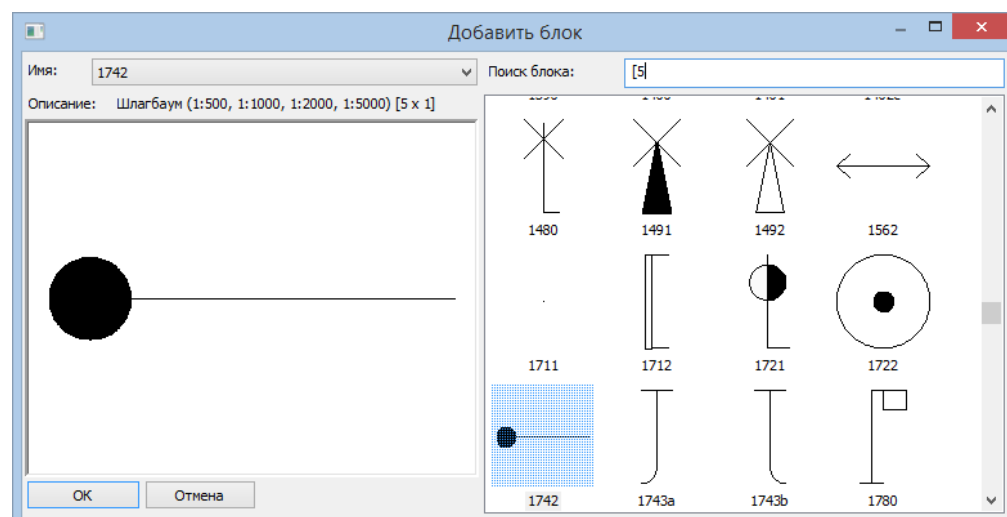 Добавить блок
Имя: 1742
Поиск блока: [5
Описание: Шлагбаум (1:500, 1:1000, 1:2000, 1:5000) [5 x 1]
1480 1491 1492 1562
1711 1712 1721 1722
1742 1743a 1743b 1780
OK Отмена